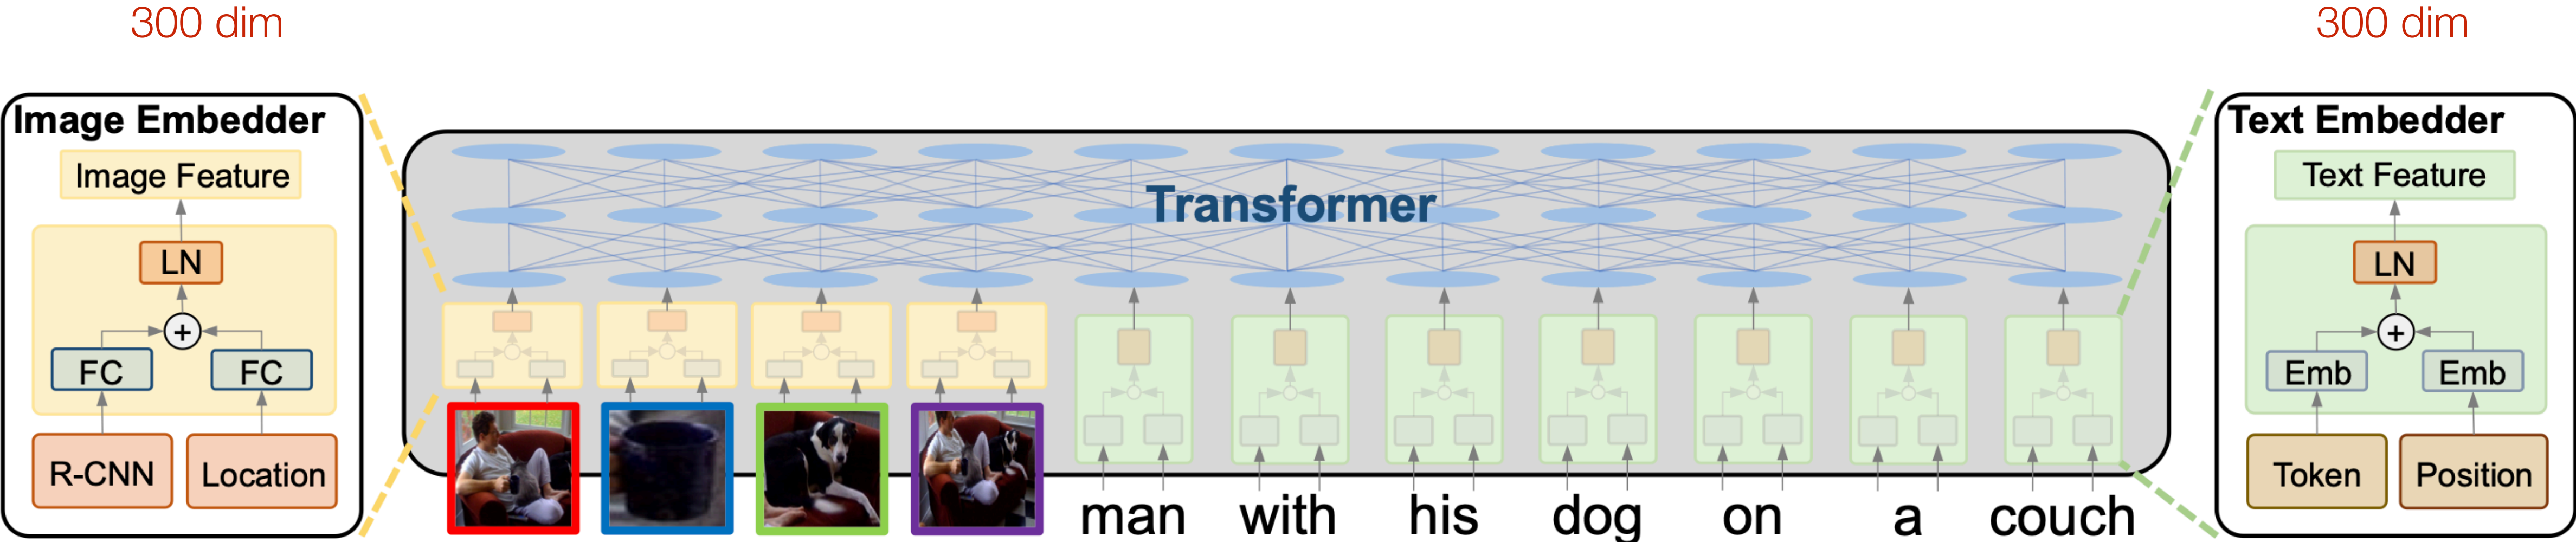 300 dim
300 dim
Image Embedder
Image Feature
LN
+
FC FC
R-CNN Location
Transformer
man with his dog on a couch
Text Embedder
Text Feature
LN
+
Emb Emb
Token Position